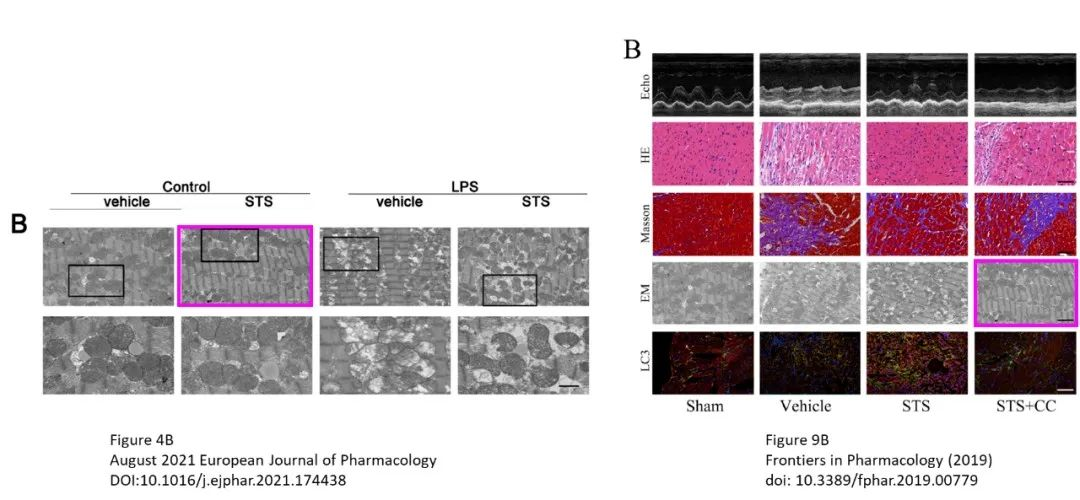 Control
LPS
vehicle
STS
vehicle
STS
B
Figure 4B
August 2021 European Journal of Pharmacology
DOI:10.1016/j.ejphar.2021.174438
B
Echo
HE
Masson
EM
LC3
Sham
Vehicle
STS
STS+CC
Figure 9B
Frontiers in Pharmacology (2019)
doi: 10.3389/fphar.2019.00779